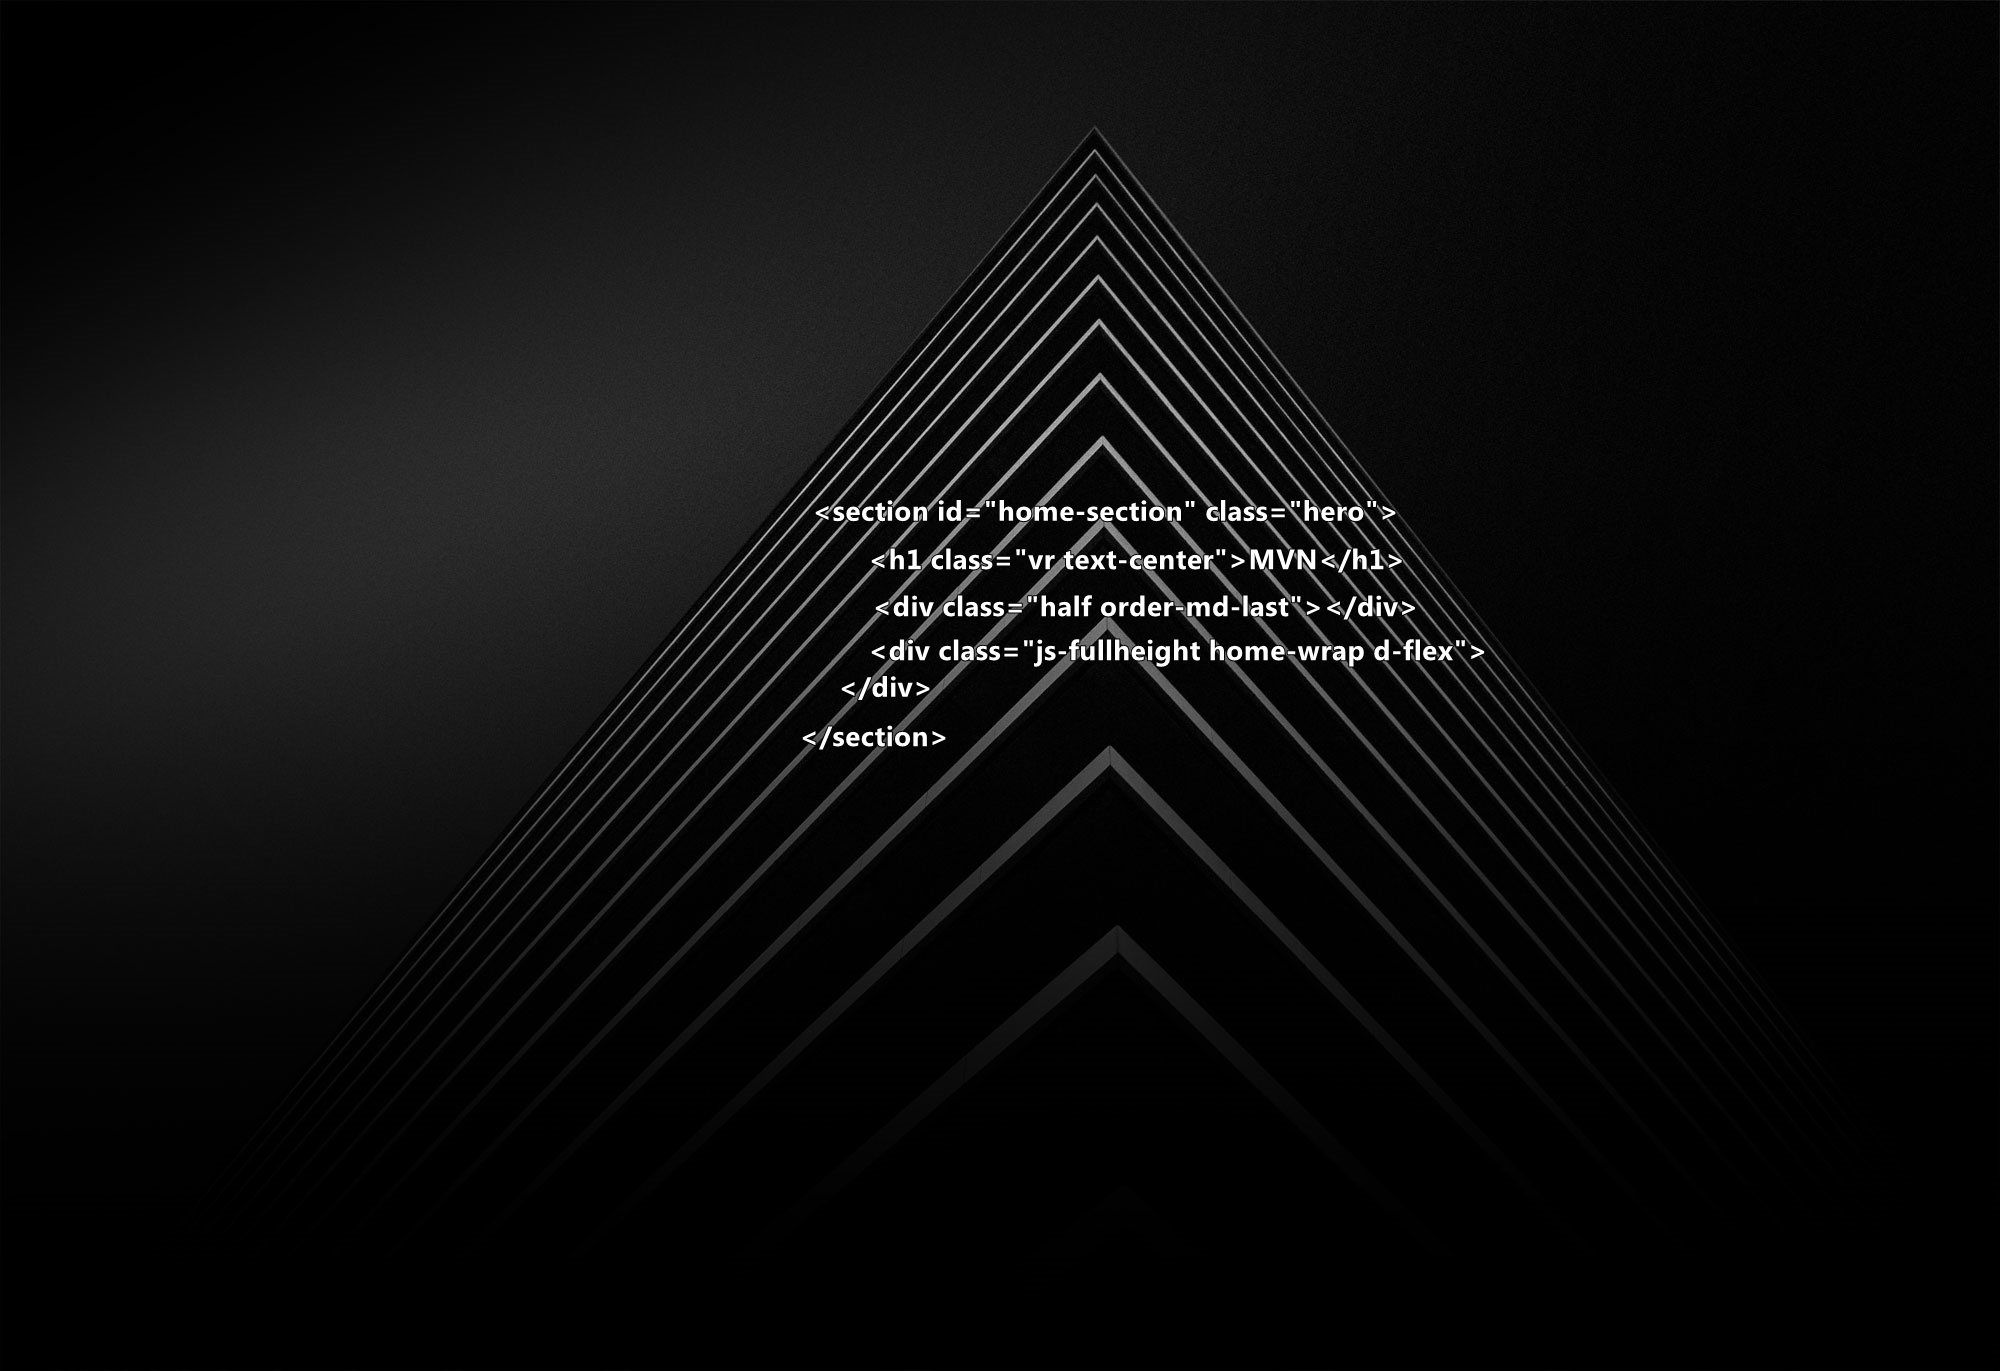 <section id="home-section" class="hero">
<h1 class="vr text-center">MVN</h1>
<div class="half order-md-last"></div>
<div class="js-fullheight home-wrap d-flex">
</div>
</section>